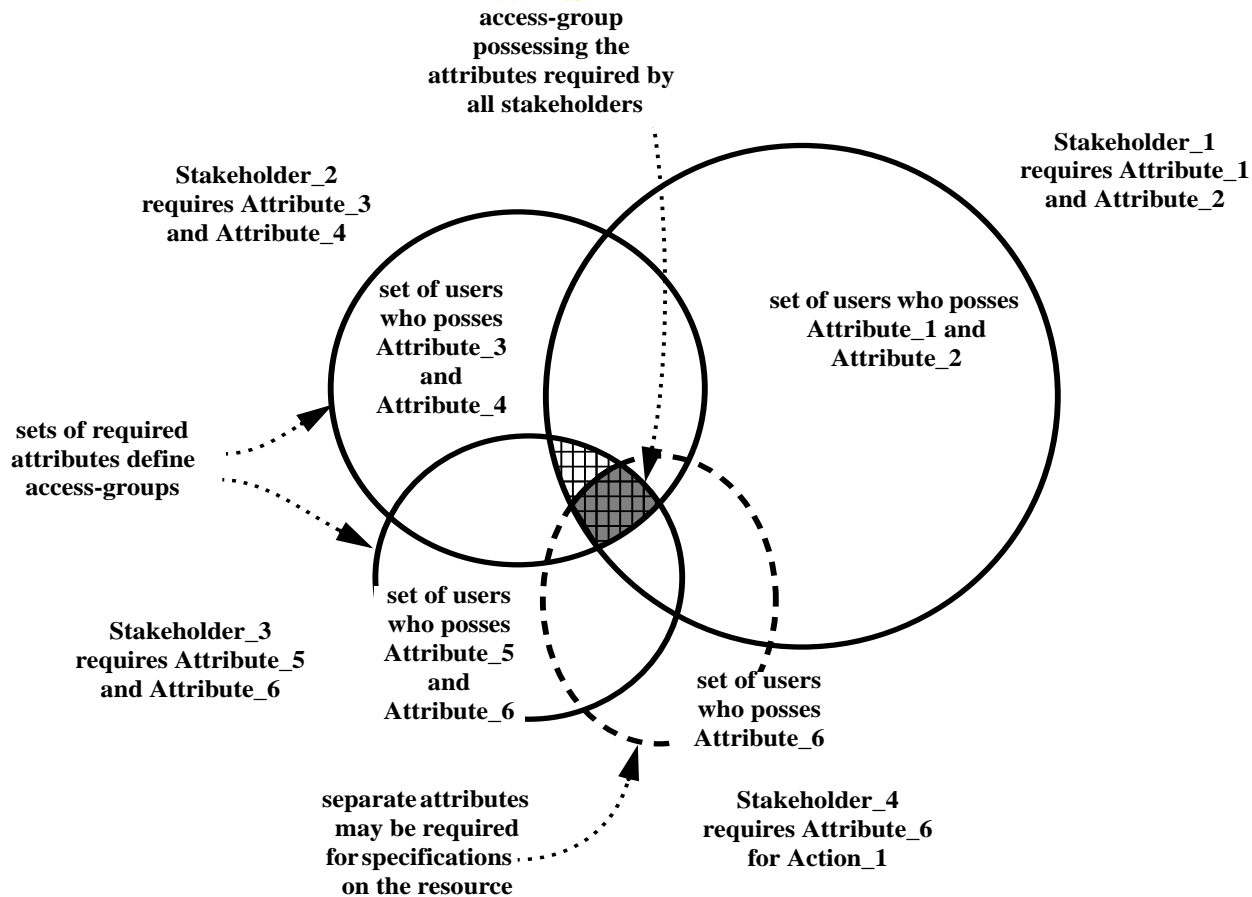 access-group
possessing the
attributes required by
all stakeholders
Stakeholder_1
requires Attribute_1
and Attribute_2
Stakeholder_2
requires Attribute_3
and Attribute_4
set of users
who posses
Attribute_3
and
Attribute_4
set of users who posses
Attribute_1 and
Attribute_2
sets of required
attributes define
access-groups
set of users
who posses
Attribute_5
and
Attribute_6
Stakeholder_3
requires Attribute_5
and Attribute_6
set of users
who posses
Attribute_6
separate attributes
may be required
for specifications
on the resource
Stakeholder_4
requires Attribute_6
for Action_1